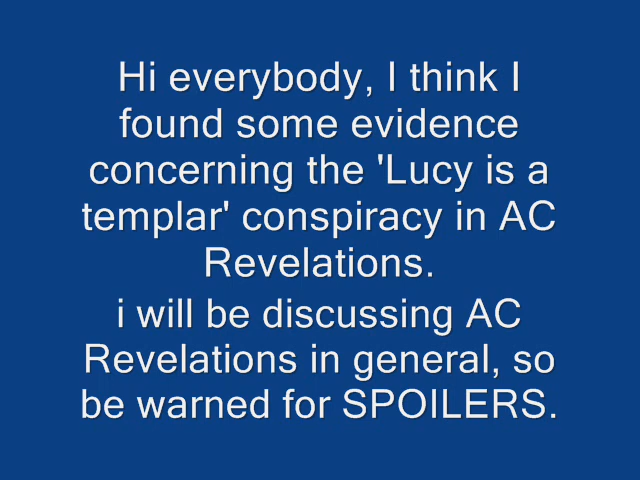 Hi everybody, I think I
found some evidence
concerning the 'Lucy is a
templar' conspiracy in AC
Revelations.
i will be discussing AC
Revelations in general, so
be warned for SPOILERS.